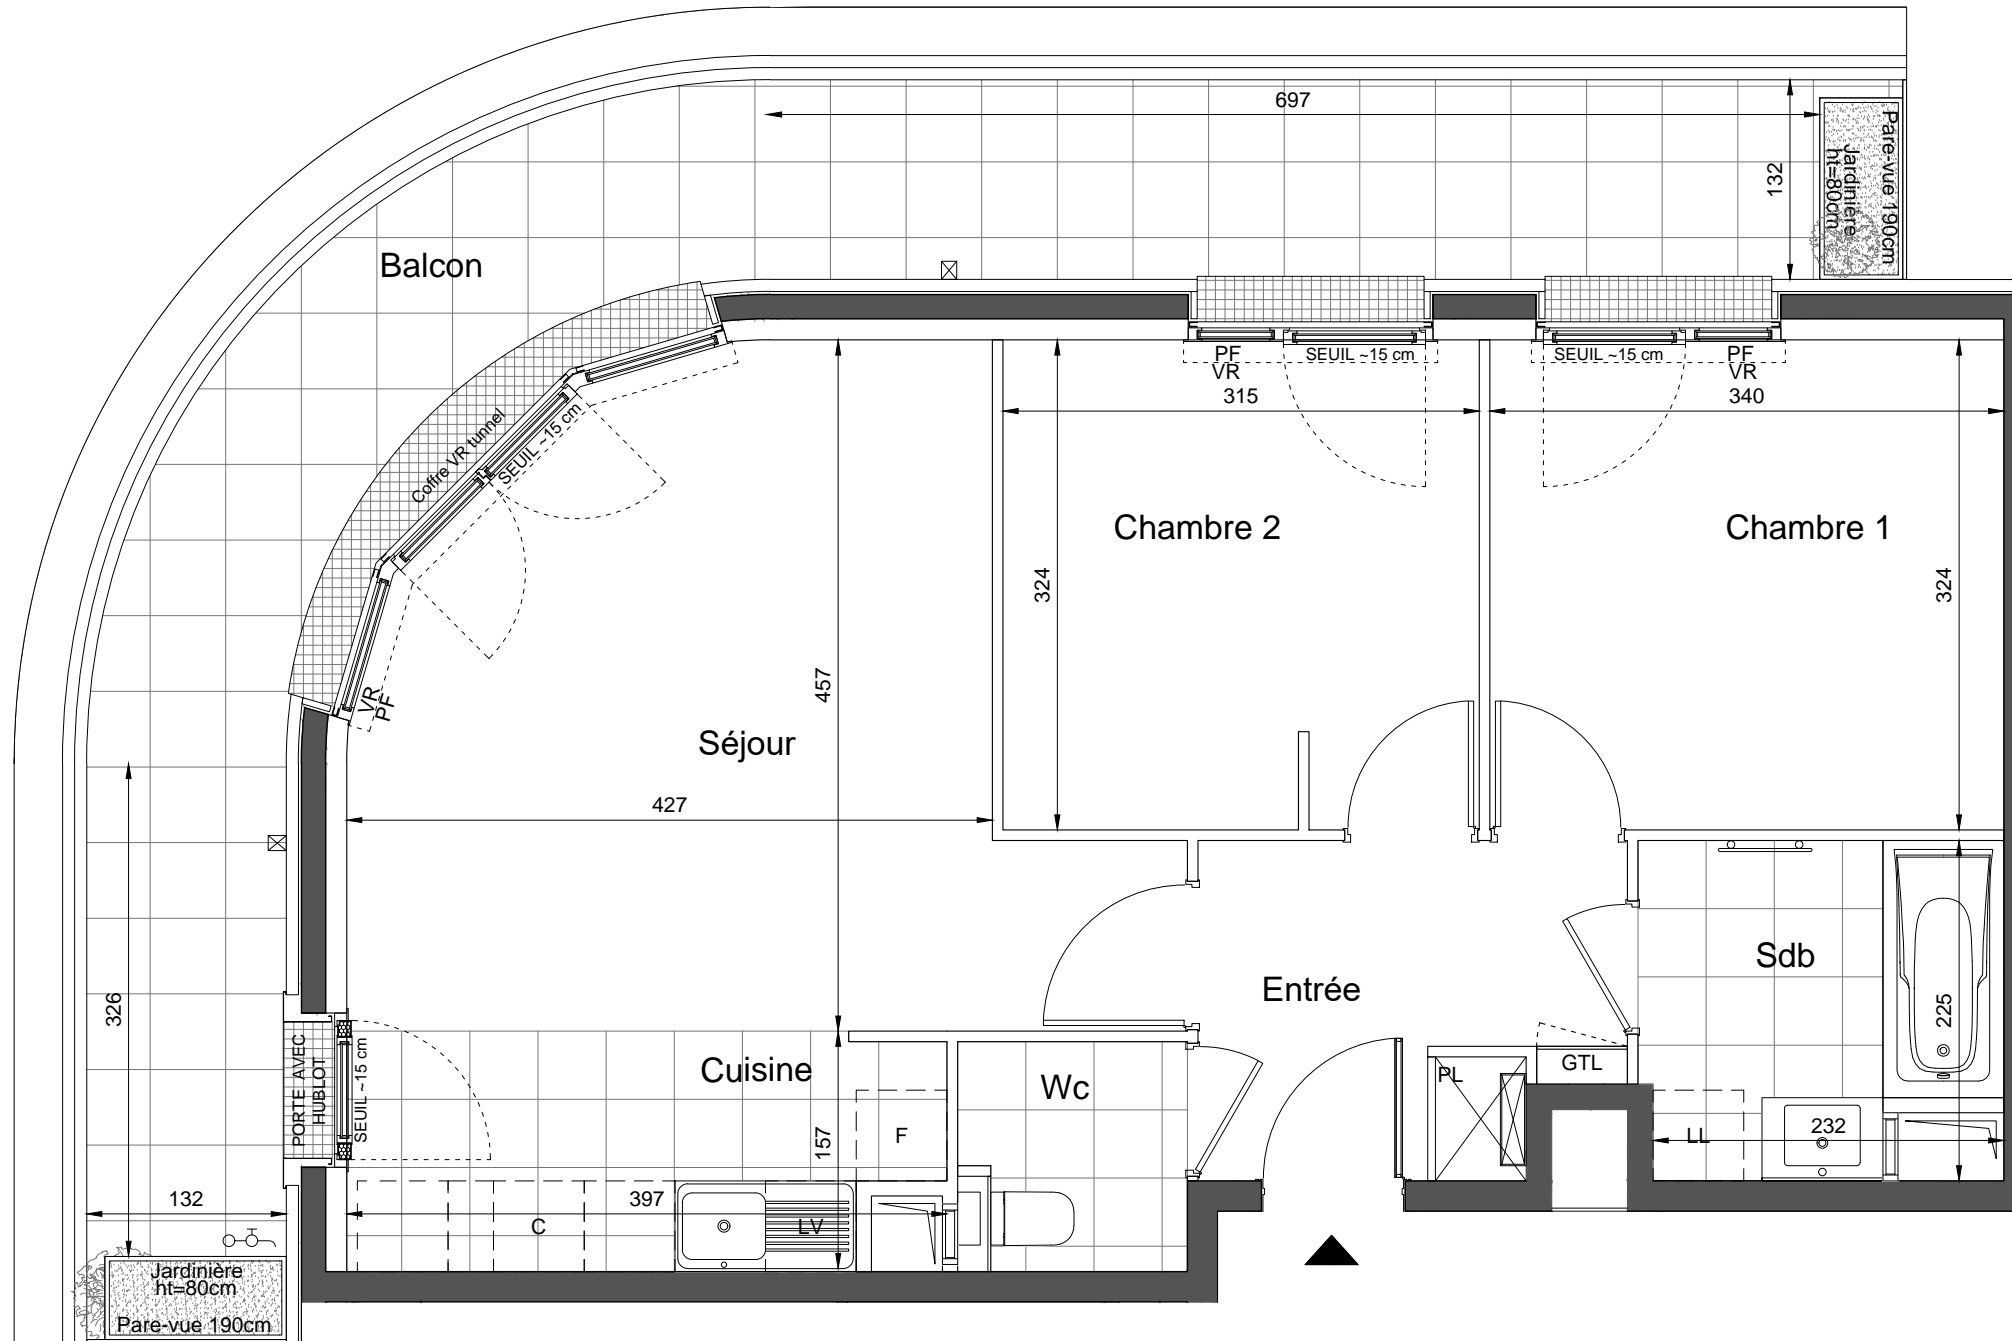 697
132
Pare-vue 190cm
Jardinière
ht=80cm
Balcon
PF
VR
SEUIL ~15 cm
SEUIL ~15 cm
PF
VR
315
340
Coffre VR tunnel
SEUIL ~15 cm
Chambre 2
Chambre 1
324
324
457
VR
PF
Séjour
427
326
Entrée
Sdb
225
PORTE AVEC
HUBLOT
SEUIL ~15 cm
Cuisine
Wc
PL
GTL
157
F
LL
232
132
397
C
LV
Jardinière
ht=80cm
Pare-vue 190cm